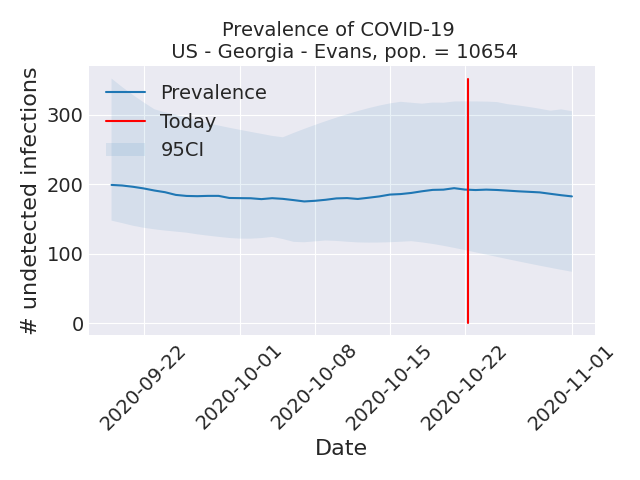 Prevalence of COVID-19
US - Georgia - Evans, pop. = 10654
# undetected infections
300
200
100
0
Prevalence
Today
95CI
2020-09-22
2020-10-01
2020-10-08
2020-10-15
2020-10-22
2020-11-01
Date